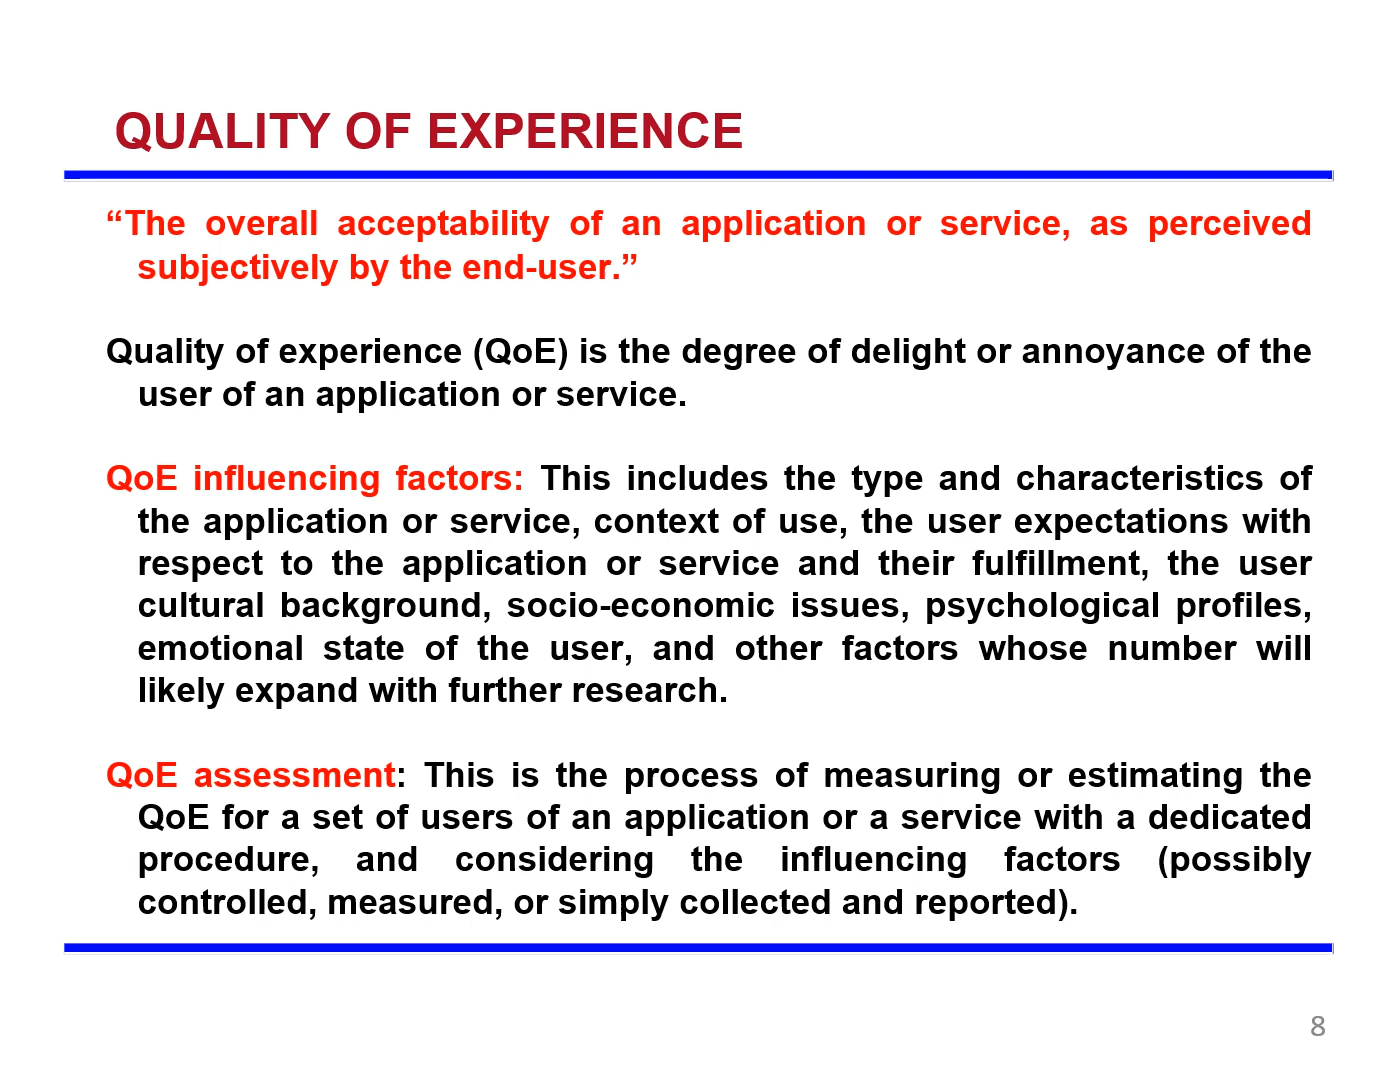 QUALITY OF EXPERIENCE
“The overall acceptability of an application or service, as perceived
subjectively by the end-user.”
Quality of experience (QoE) is the degree of delight or annoyance of the
user of an application or service.
QoE influencing factors: This includes the type and characteristics of
the application or service, context of use, the user expectations with
respect to the application or service and their fulfillment, the user
cultural background, socio-economic issues, psychological profiles,
emotional state of the user, and other factors whose number will
likely expand with further research.
QoE assessment: This is the process of measuring or estimating the
QoE for a set of users of an application or a service with a dedicated
procedure, and considering the influencing factors (possibly
controlled, measured, or simply collected and reported).
8